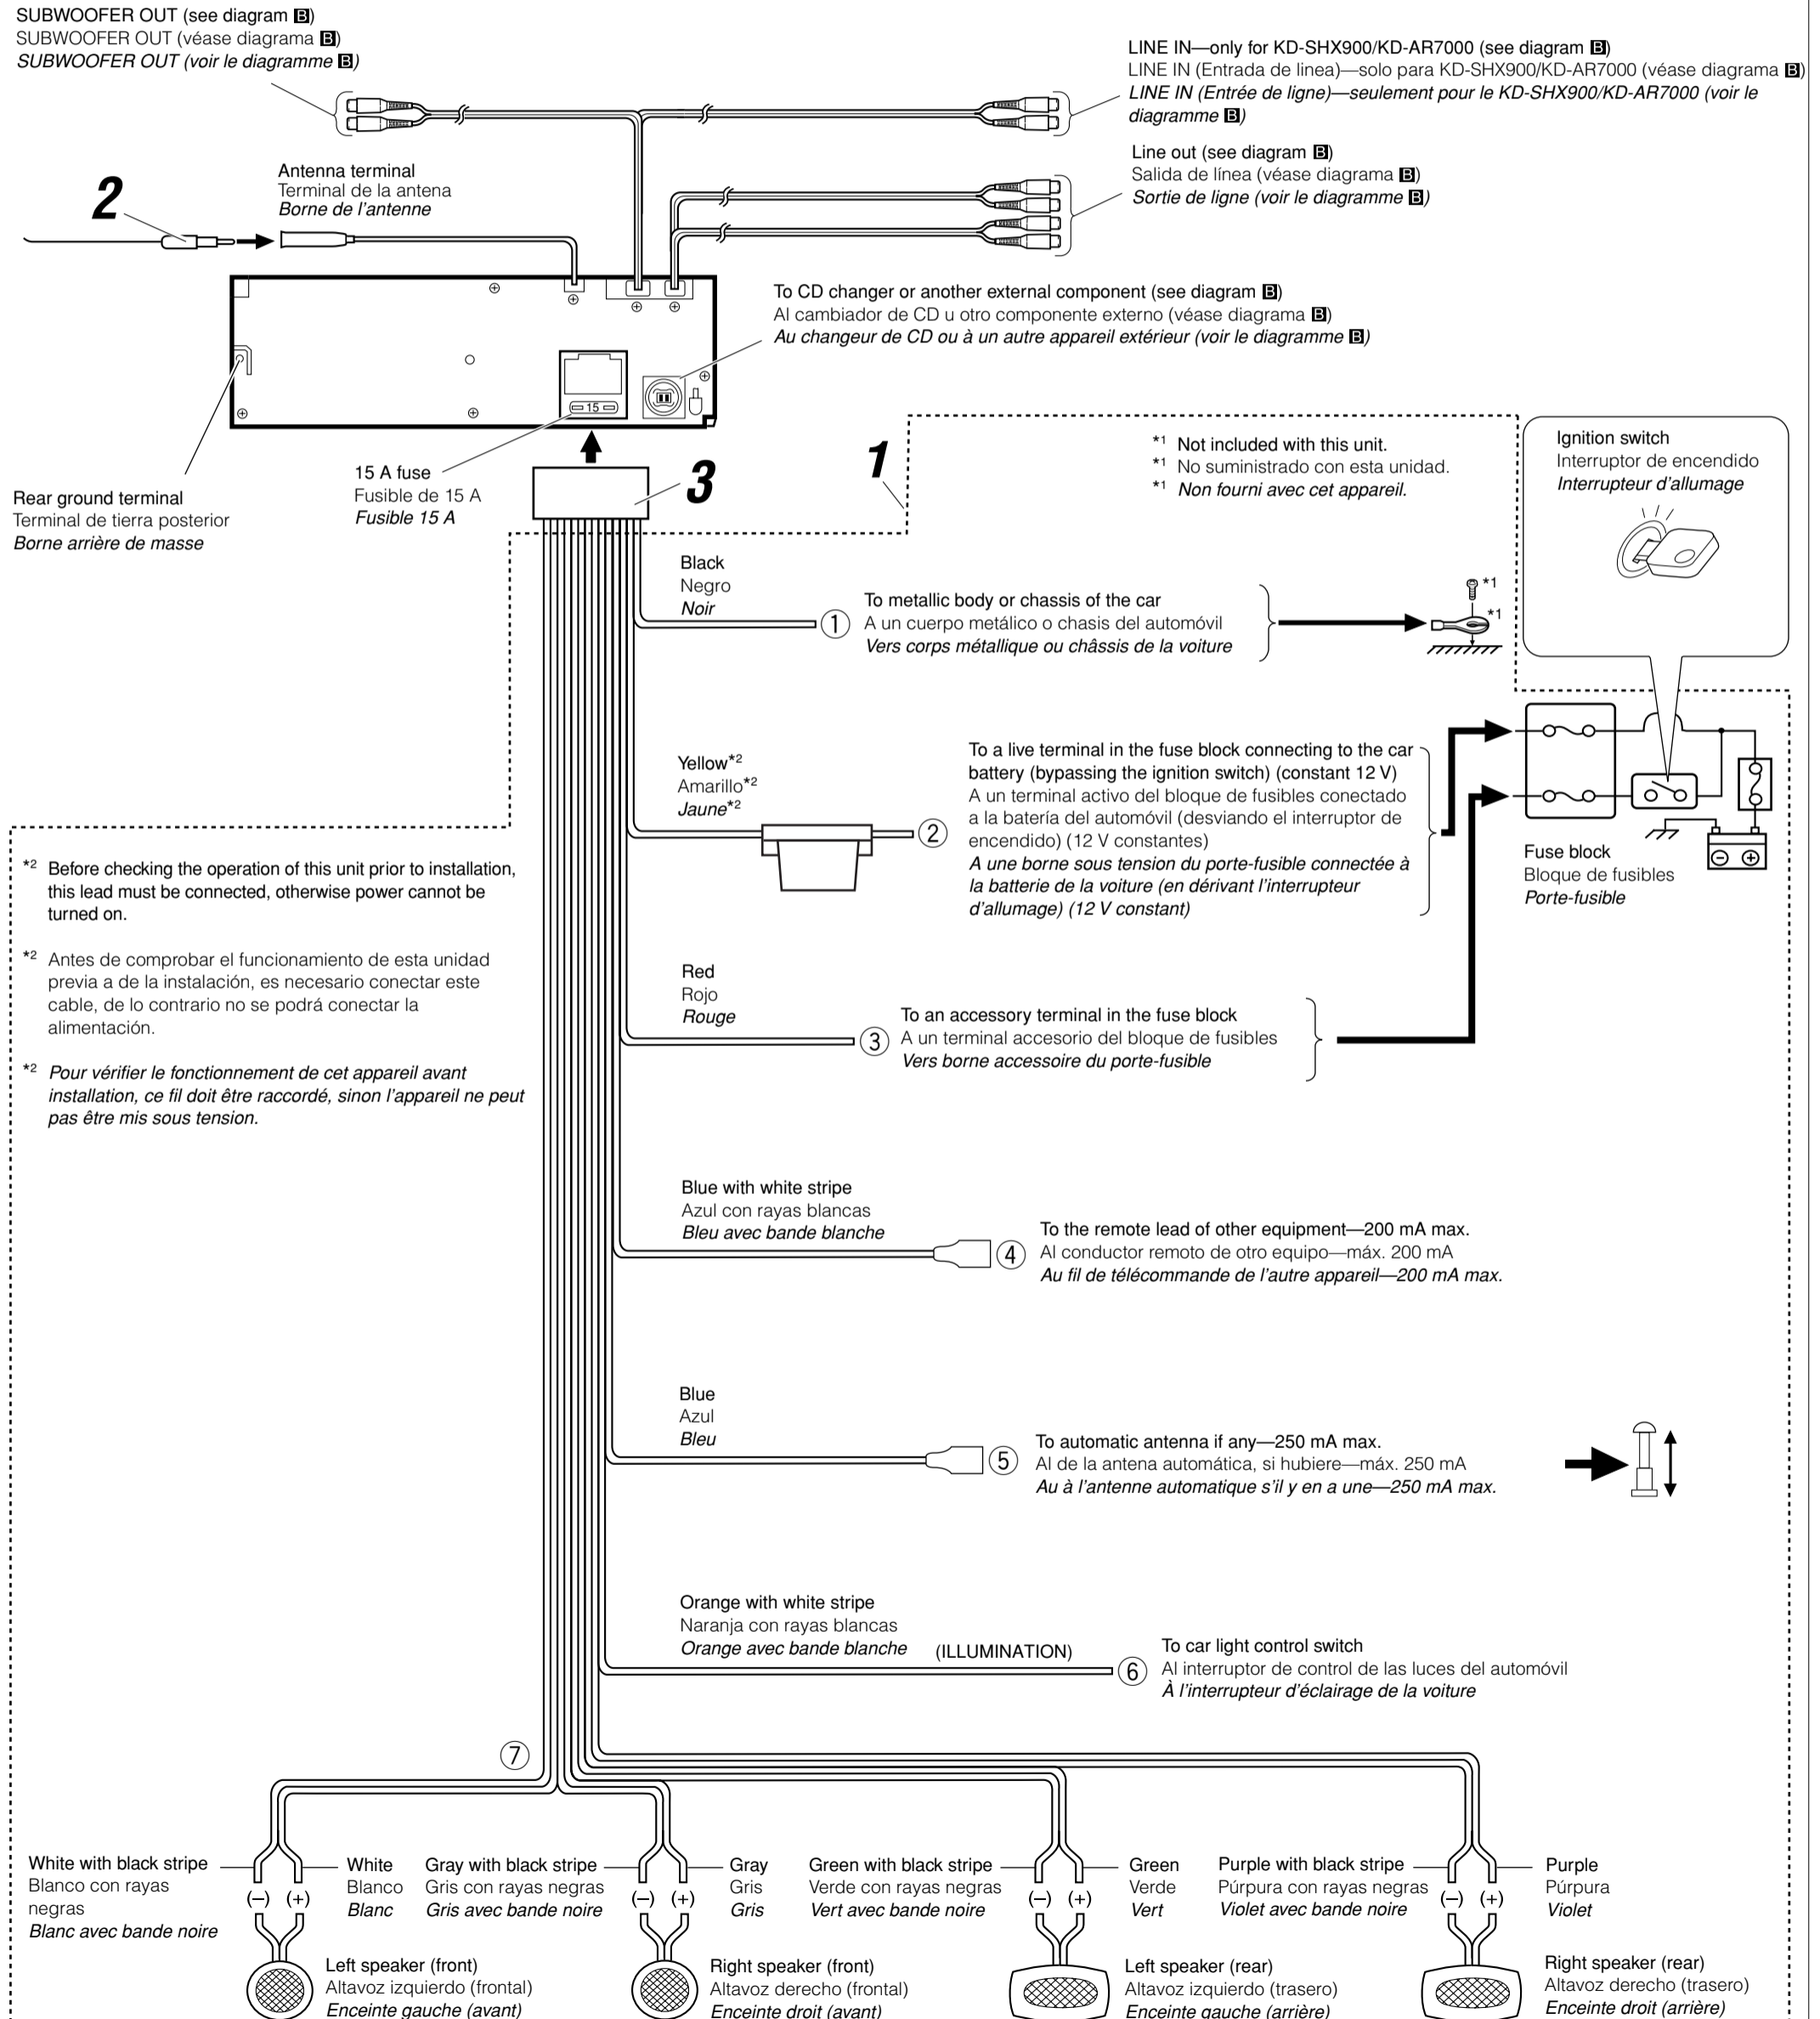 SUBWOOFER OUT (see diagram B)
SUBWOOFER OUT (véase diagrama B)
SUBWOOFER OUT (voir le diagramme B)
LINE IN—only for KD-SHX900/KD-AR7000 (see diagram B)
LINE IN (Entrada de linea)—solo para KD-SHX900/KD-AR7000 (véase diagrama B)
LINE IN (Entrée de ligne)—seulement pour le KD-SHX900/KD-AR7000 (voir le
diagramme B)
Line out (see diagram B)
Salida de línea (véase diagrama B)
Sortie de ligne (voir le diagramme B)
2
Antenna terminal
Terminal de la antena
Borne de l'antenne
To CD changer or another external component (see diagram B)
Al cambiador de CD u otro componente externo (véase diagrama B)
Au changeur de CD ou à un autre appareil extérieur (voir le diagramme B)
15
15 A fuse
Fusible de 15 A
Fusible 15 A
Rear ground terminal
Terminal de tierra posterior
Borne arrière de masse
3
1
*1 Not included with this unit.
*1 No suministrado con esta unidad.
*1 Non fourni avec cet appareil.
Ignition switch
Interruptor de encendido
Interrupteur d'allumage
Black
Negro
Noir
① To metallic body or chassis of the car
A un cuerpo metálico o chasis del automóvil
Vers corps métallique ou châssis de la voiture
*1
*1
Yellow*2
Amarillo*2
Jaune*2
②
To a live terminal in the fuse block connecting to the car
battery (bypassing the ignition switch) (constant 12 V)
A un terminal activo del bloque de fusibles conectado
a la batería del automóvil (desviando el interruptor de
encendido) (12 V constantes)
A une borne sous tension du porte-fusible connectée à
la batterie de la voiture (en dérivant l'interrupteur
d'allumage) (12 V constant)
Fuse block
Bloque de fusibles
Porte-fusible
*2 Before checking the operation of this unit prior to installation,
this lead must be connected, otherwise power cannot be
turned on.
*2 Antes de comprobar el funcionamiento de esta unidad
previa a de la instalación, es necesario conectar este
cable, de lo contrario no se podrá conectar la
alimentación.
*2 Pour vérifier le fonctionnement de cet appareil avant
installation, ce fil doit être raccordé, sinon l'appareil ne peut
pas être mis sous tension.
Red
Rojo
Rouge
③ To an accessory terminal in the fuse block
A un terminal accesorio del bloque de fusibles
Vers borne accessoire du porte-fusible
Blue with white stripe
Azul con rayas blancas
Bleu avec bande blanche
④ To the remote lead of other equipment—200 mA max.
Al conductor remoto de otro equipo—máx. 200 mA
Au fil de télécommande de l'autre appareil—200 mA max.
Blue
Azul
Bleu
⑤ To automatic antenna if any—250 mA max.
Al de la antena automática, si hubiere—máx. 250 mA
Au à l'antenne automatique s'il y en a une—250 mA max.
Orange with white stripe
Naranja con rayas blancas
Orange avec bande blanche (ILLUMINATION)
⑥ To car light control switch
Al interruptor de control de las luces del automóvil
À l'interrupteur d'éclairage de la voiture
⑦
White with black stripe
Blanco con rayas
negras
Blanc avec bande noire
(−) (+)
White
Blanco
Blanc
Gray with black stripe
Gris con rayas negras
Gris avec bande noire
(−) (+)
Gray
Gris
Gris
Green with black stripe
Verde con rayas negras
Vert avec bande noire
(−) (+)
Green
Verde
Vert
Purple with black stripe
Púrpura con rayas negras
Violet avec bande noire
(−) (+)
Purple
Púrpura
Violet
Left speaker (front)
Altavoz izquierdo (frontal)
Enceinte gauche (avant)
Right speaker (front)
Altavoz derecho (frontal)
Enceinte droit (avant)
Left speaker (rear)
Altavoz izquierdo (trasero)
Enceinte gauche (arrière)
Right speaker (rear)
Altavoz derecho (trasero)
Enceinte droit (arrière)